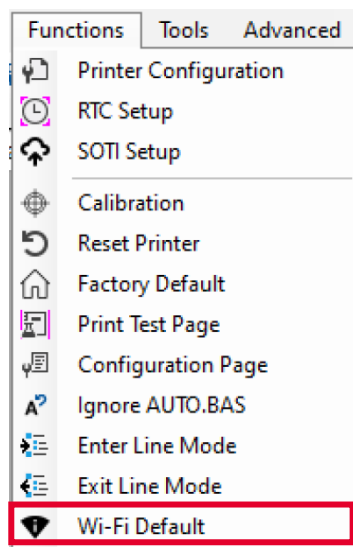 Functions Tools Advanced
Printer Configuration
RTC Setup
SOTI Setup
Calibration
Reset Printer
Factory Default
Print Test Page
Configuration Page
Ignore AUTO.BAS
Enter Line Mode
Exit Line Mode
Wi-Fi Default